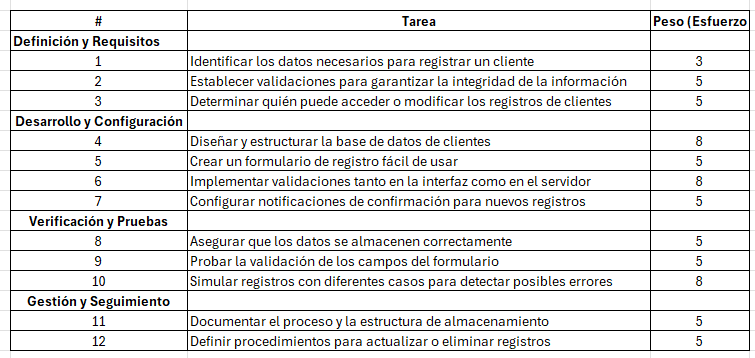 # Tarea Peso (Esfuerzo
Definición y Requisitos
1 Identificar los datos necesarios para registrar un cliente 3
2 Establecer validaciones para garantizar la integridad de la información 5
3 Determinar quién puede acceder o modificar los registros de clientes 5
Desarrollo y Configuración
4 Diseñar y estructurar la base de datos de clientes 8
5 Crear un formulario de registro fácil de usar 5
6 Implementar validaciones tanto en la interfaz como en el servidor 8
7 Configurar notificaciones de confirmación para nuevos registros 5
Verificación y Pruebas
8 Asegurar que los datos se almacenen correctamente 5
9 Probar la validación de los campos del formulario 5
10 Simular registros con diferentes casos para detectar posibles errores 8
Gestión y Seguimiento
11 Documentar el proceso y la estructura de almacenamiento 5
12 Definir procedimientos para actualizar o eliminar registros 5